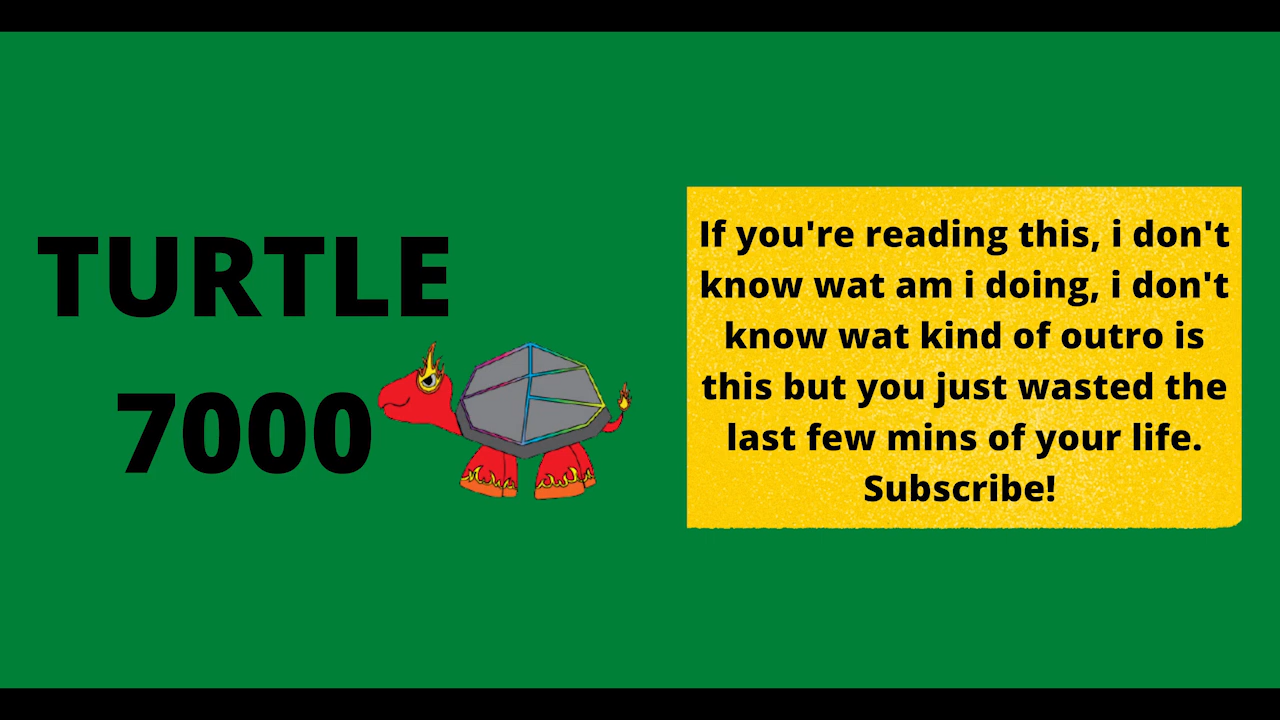 TURTLE
7000
If you're reading this, i don't
know wat am i doing, i don't
know wat kind of outro is
this but you just wasted the
last few mins of your life.
Subscribe!